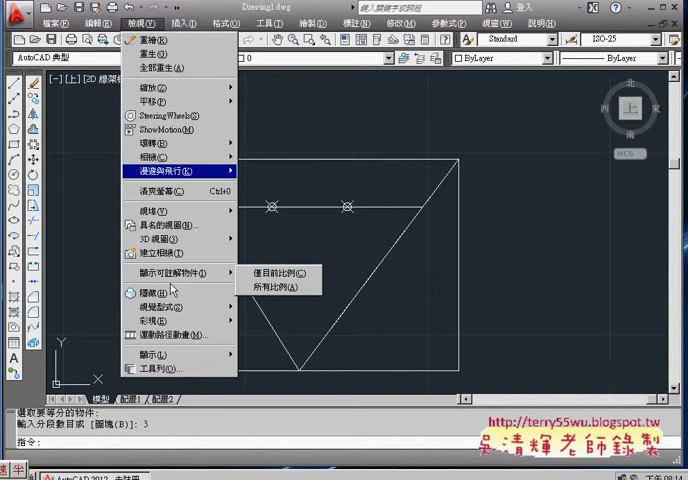 Drawing1.dwg
鍵入關鍵字或片語
登入
檔案(F)
編輯(E)
檢視(V)
插入(I)
格式(O)
工具(T)
繪製(D)
標註(N)
修改(M)
參數式(P)
視窗(W)
說明(H)
Standard
ISO-25
AutoCAD 典型
0
ByLayer
ByLayer
[-] [上] [2D 線架構]
重繪(R)
重生(G)
全部重生(A)
縮放(Z)
平移(P)
SteeringWheels(S)
ShowMotion(M)
環轉(B)
相機(C)
漫遊與飛行(K)
清爽螢幕(C) Ctrl+0
視埠(V)
具名的視圖(N)...
3D 視圖(3)
建立相機(T)
顯示可註解物件(I)
僅目前比例(C)
所有比例(A)
隱藏(H)
視覺型式(S)
彩現(E)
運動路徑動畫(M)...
顯示(L)
工具列(O)...
西
上
東
南
WCS
Y
X
模型
配置1
配置2
選取要等分的物件:
輸入分段數目或 [圖塊(B)]: 3
指令:
http://terry55wu.blogspot.tw
吳清輝老師錄製
速 半
AutoCAD 2012 - 未註冊
下午 08:14